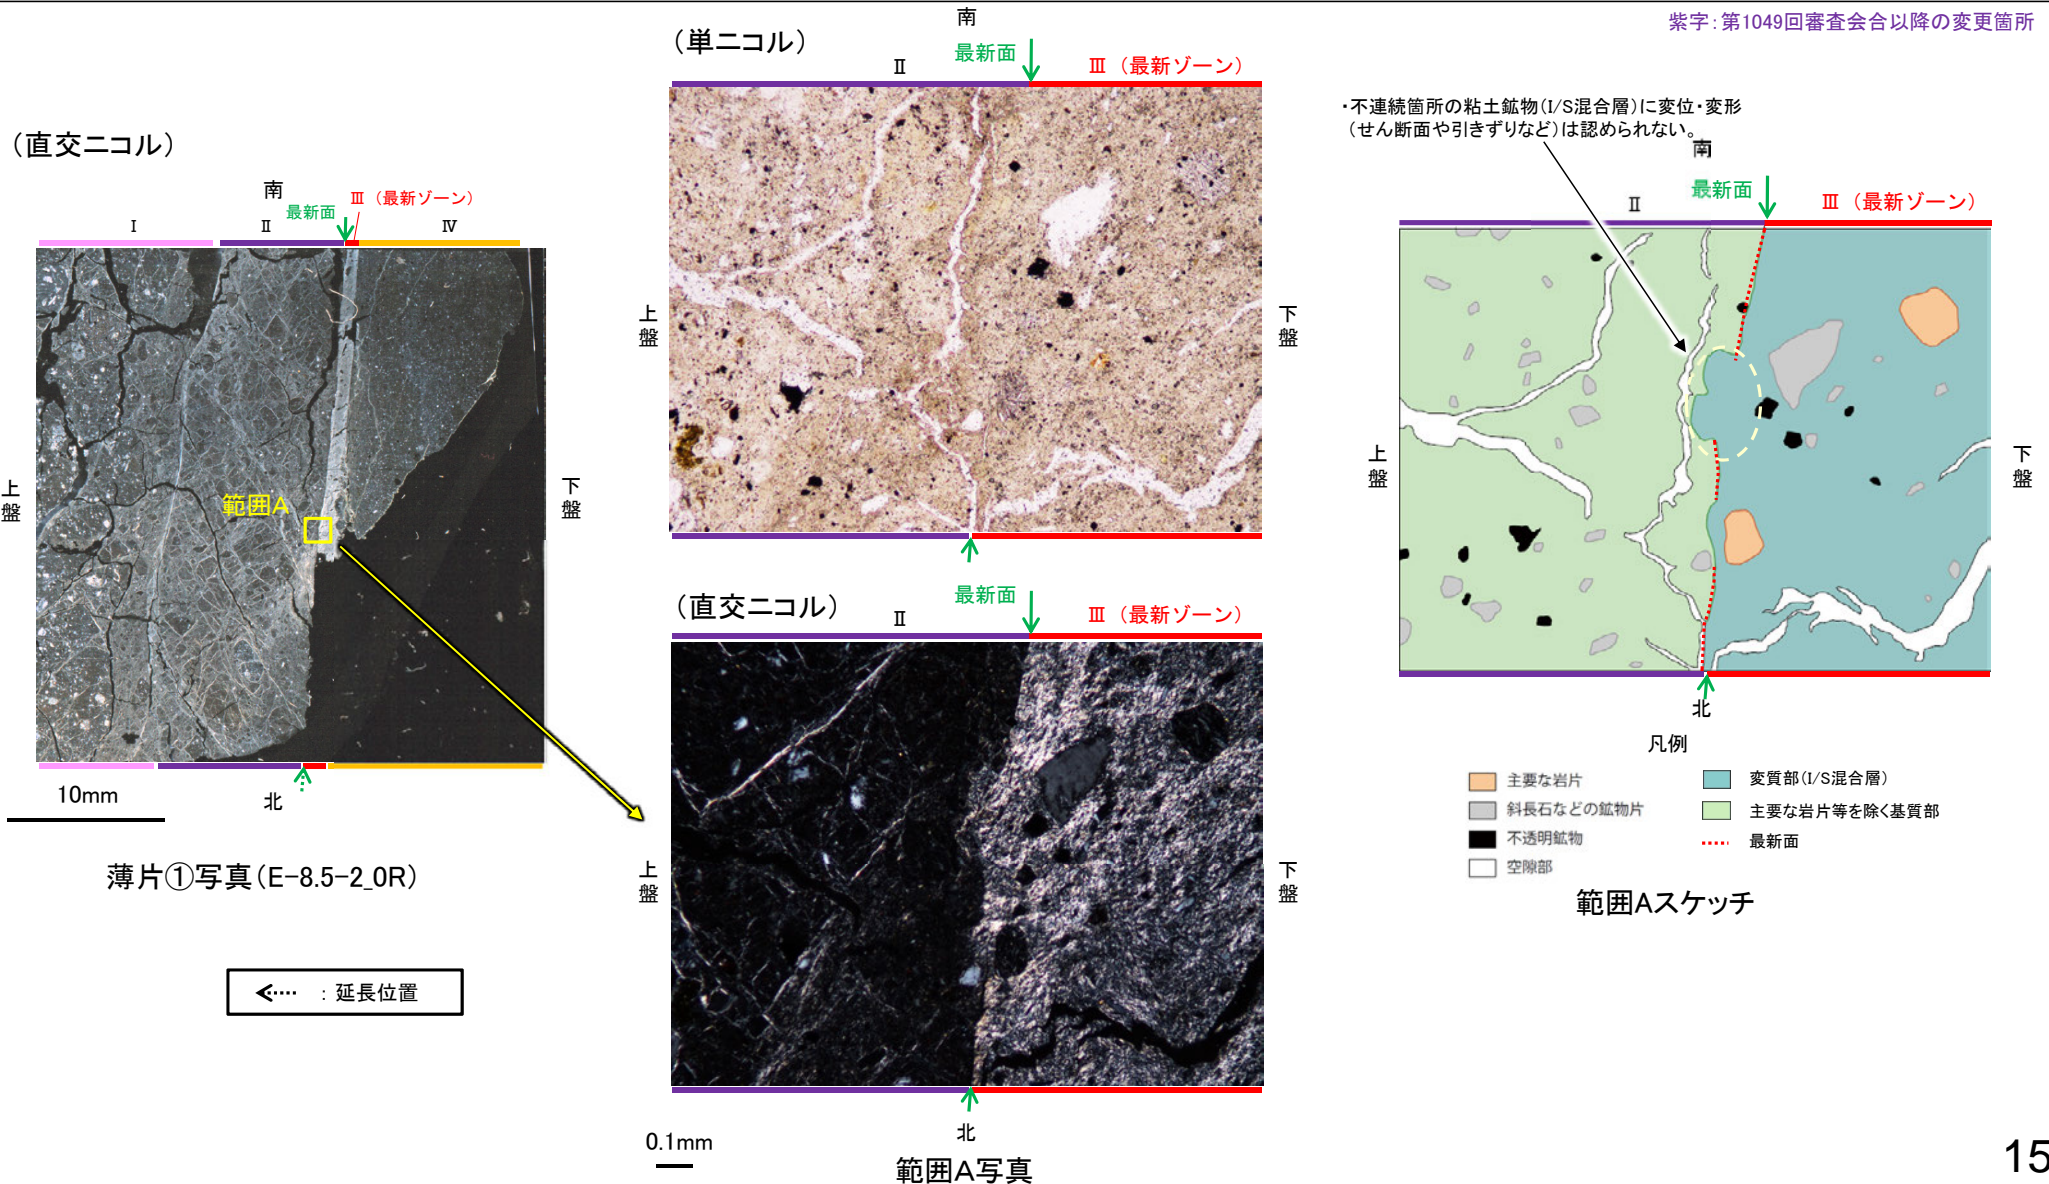 紫字:第1049回審査会合以降の変更箇所
(直交ニコル)
南
最新面
Ⅲ(最新ゾーン)
Ⅰ
Ⅱ
Ⅳ
上盤
下盤
範囲A
10mm
北
薄片①写真(E-8.5-2_0R)
:延長位置
(単ニコル)
南
最新面
Ⅱ
Ⅲ(最新ゾーン)
上盤
下盤
(直交ニコル)
最新面
Ⅱ
Ⅲ(最新ゾーン)
上盤
下盤
北
0.1mm
範囲A写真
・不連続箇所の粘土鉱物(I/S混合層)に変位・変形
(せん断面や引きずりなど)は認められない。
南
最新面
Ⅱ
Ⅲ(最新ゾーン)
上盤
下盤
北
凡例
主要な岩片
斜長石などの鉱物片
不透明鉱物
空隙部
変質部(I/S混合層)
主要な岩片等を除く基質部
最新面
範囲Aスケッチ
15